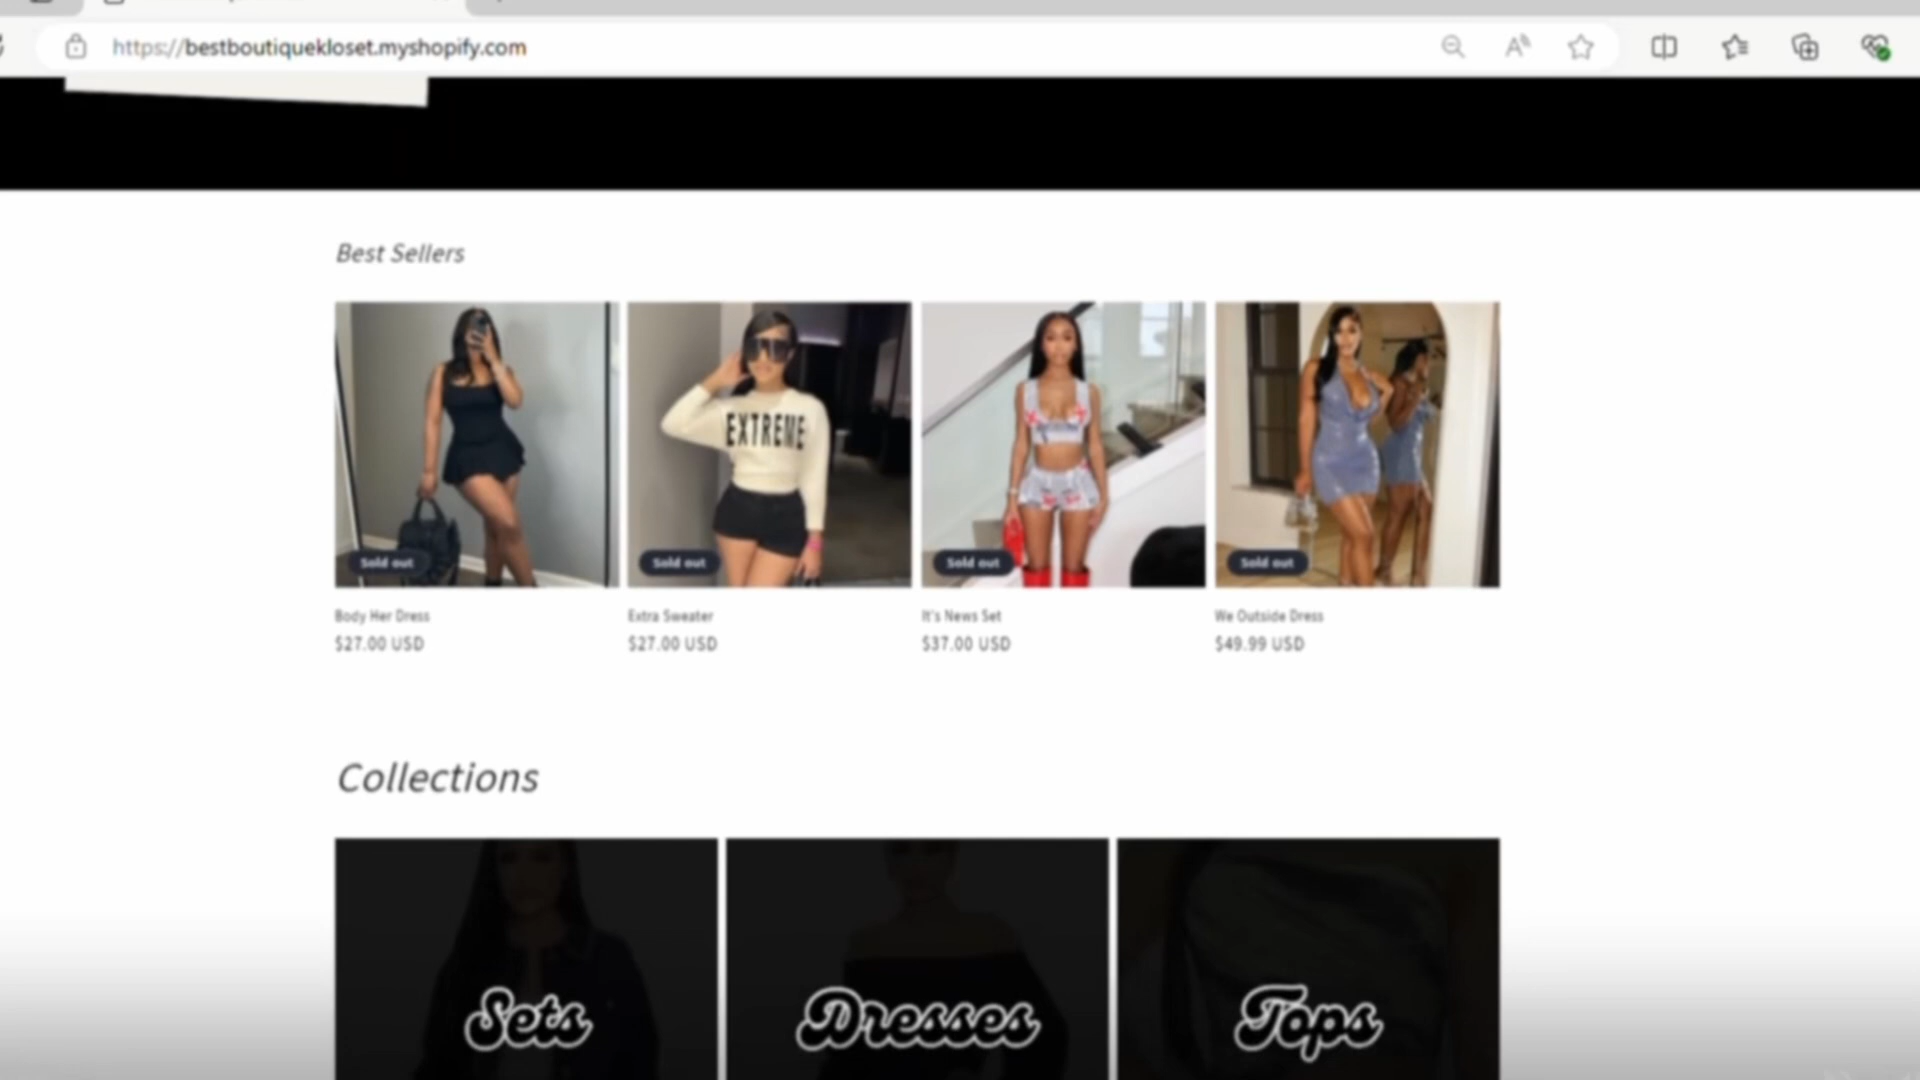 https://bestboutiquekloset.myshopify.com
Best Sellers
EXTREME
Sold out
Sold out
Sold out
Sold out
Body Her Dress
Extra Sweater
It's News Set
We Outside Dress
$27.00 USD
$27.00 USD
$37.00 USD
$49.99 USD
Collections
Sets
Dresses
Tops